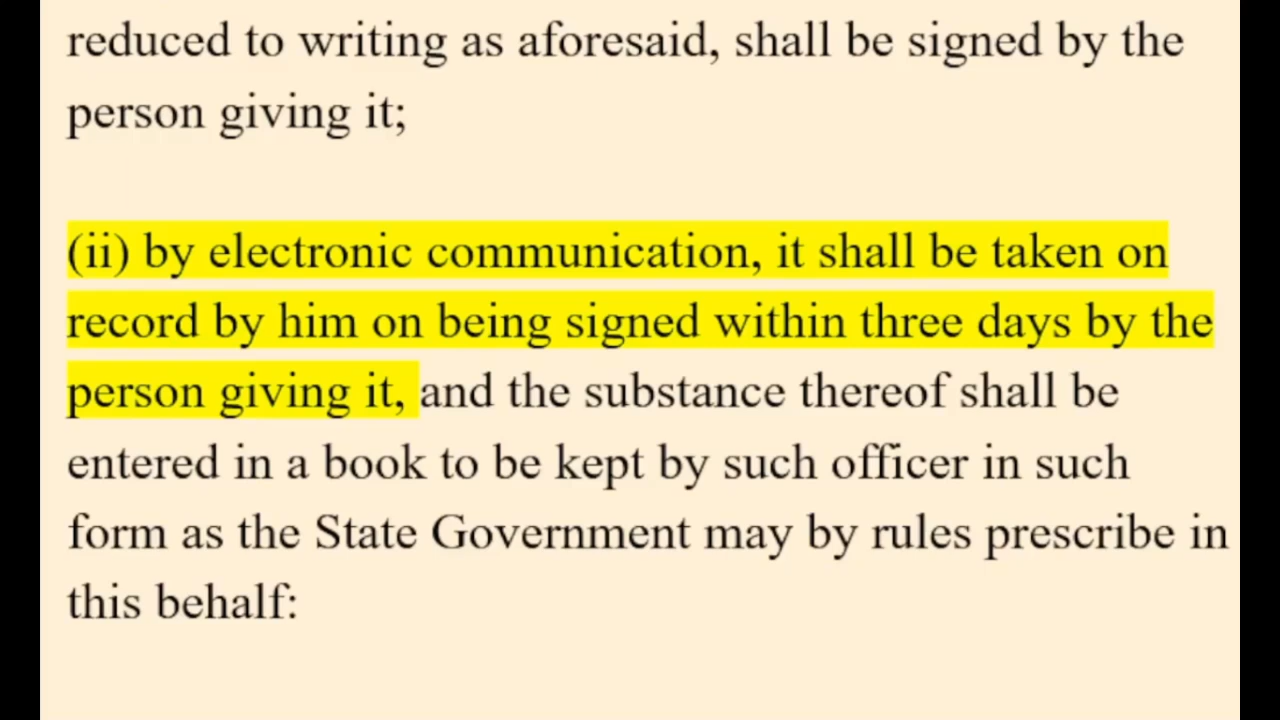 reduced to writing as aforesaid, shall be signed by the
person giving it;
(ii) by electronic communication, it shall be taken on
record by him on being signed within three days by the
person giving it, and the substance thereof shall be
entered in a book to be kept by such officer in such
form as the State Government may by rules prescribe in
this behalf: